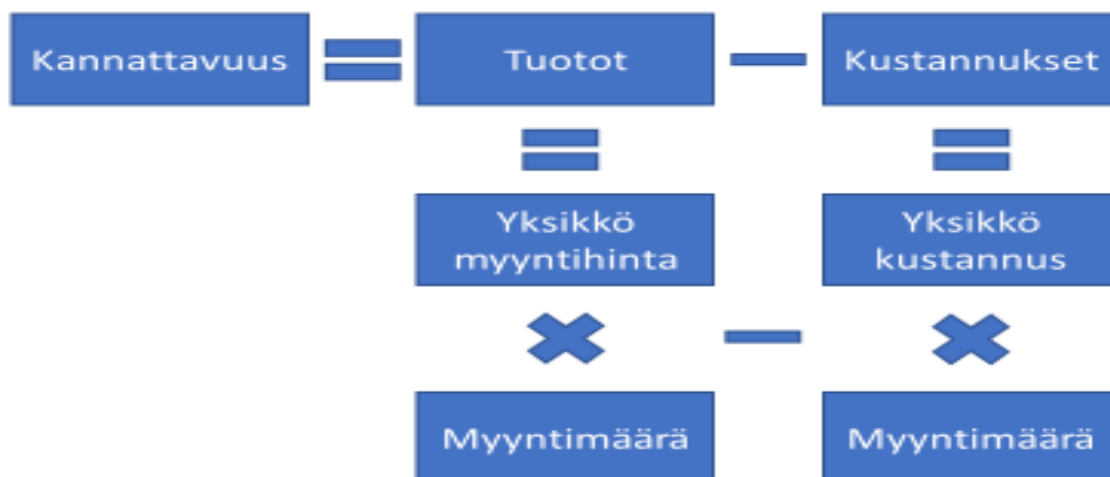 Kannattavuus
Tuotot
Kustannukset
Yksikkö
myyntihinta
Yksikkö
kustannus
Myyntimäärä
Myyntimäärä